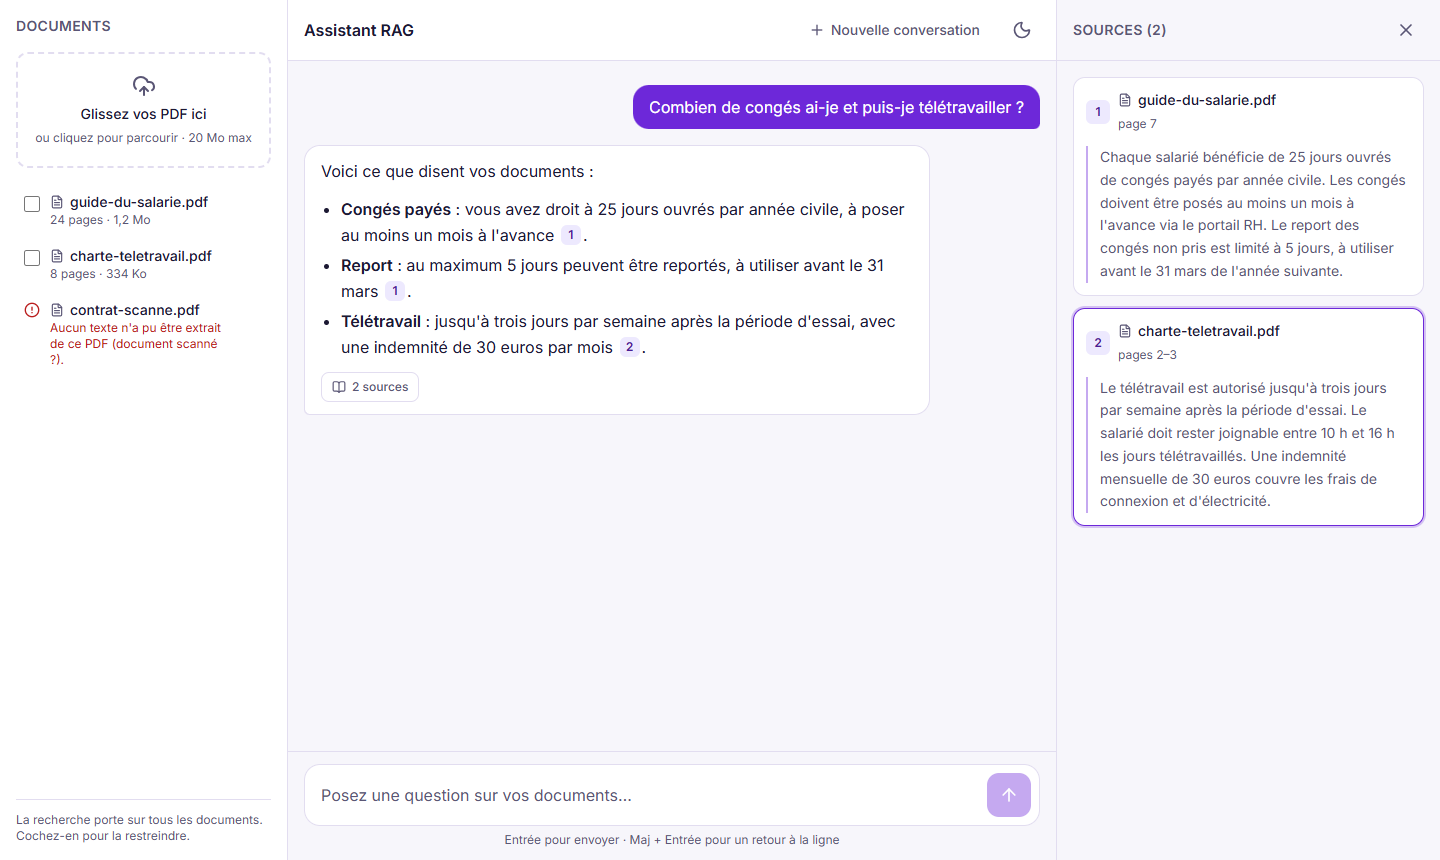 DOCUMENTS
Glissez vos PDF ici
ou cliquez pour parcourir · 20 Mo max
guide-du-salarie.pdf
24 pages · 1,2 Mo
charte-teletravail.pdf
8 pages · 334 Ko
contrat-scanne.pdf
Aucun texte n'a pu être extrait
de ce PDF (document scanné
?).
La recherche porte sur tous les documents.
Cochez-en pour la restreindre.
Assistant RAG
Nouvelle conversation
Combien de congés ai-je et puis-je télétravailler ?
Voici ce que disent vos documents :
• Congés payés : vous avez droit à 25 jours ouvrés par année civile, à poser
au moins un mois à l'avance 1 .
• Report : au maximum 5 jours peuvent être reportés, à utiliser avant le 31
mars 1 .
• Télétravail : jusqu'à trois jours par semaine après la période d'essai, avec
une indemnité de 30 euros par mois 2 .
2 sources
Posez une question sur vos documents...
Entrée pour envoyer · Maj + Entrée pour un retour à la ligne
SOURCES (2)
1
guide-du-salarie.pdf
page 7
Chaque salarié bénéficie de 25 jours ouvrés
de congés payés par année civile. Les congés
doivent être posés au moins un mois à
l'avance via le portail RH. Le report des
congés non pris est limité à 5 jours, à utiliser
avant le 31 mars de l'année suivante.
2
charte-teletravail.pdf
pages 2–3
Le télétravail est autorisé jusqu'à trois jours
par semaine après la période d'essai. Le
salarié doit rester joignable entre 10 h et 16 h
les jours télétravaillés. Une indemnité
mensuelle de 30 euros couvre les frais de
connexion et d'électricité.